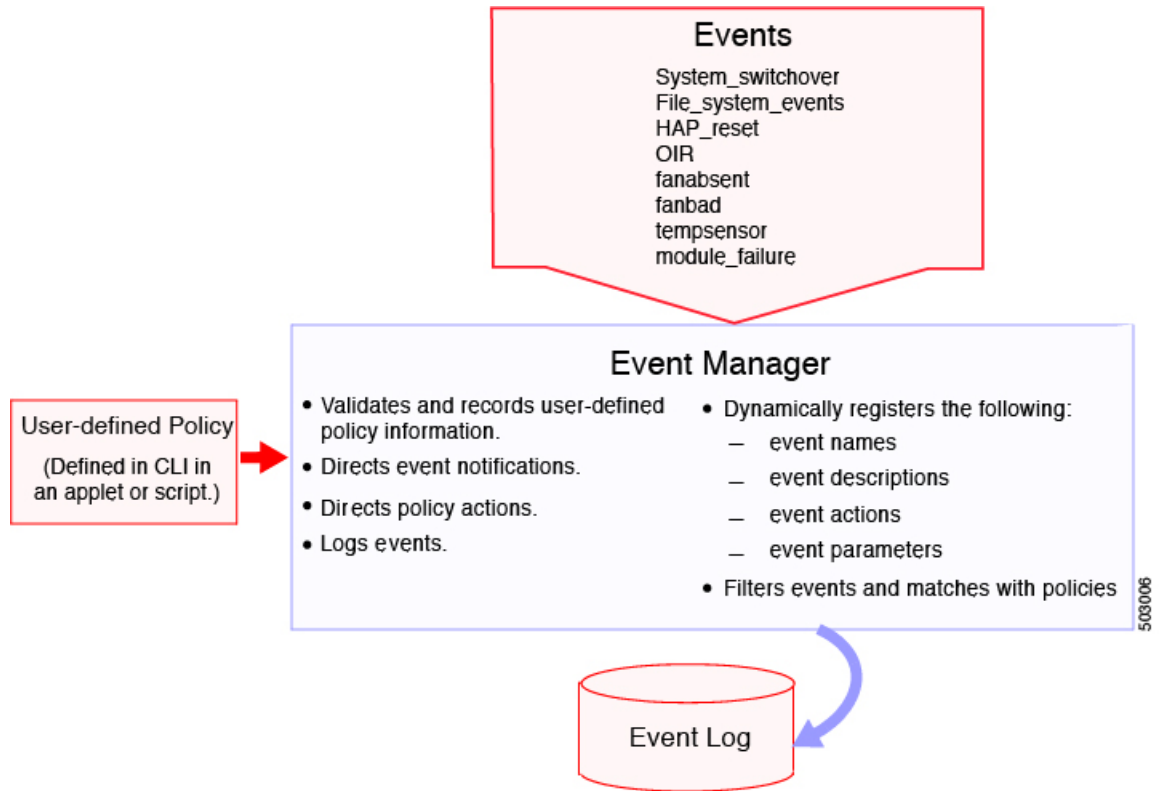 Events
System_switchover
File_system_events
HAP_reset
OIR
fanabsent
fanbad
tempsensor
module_failure
User-defined Policy
(Defined in CLI in
an applet or script.)
Event Manager
• Validates and records user-defined
policy information.
• Directs event notifications.
• Directs policy actions.
• Logs events.
• Dynamically registers the following:
— event names
— event descriptions
— event actions
— event parameters
• Filters events and matches with policies
503006
Event Log